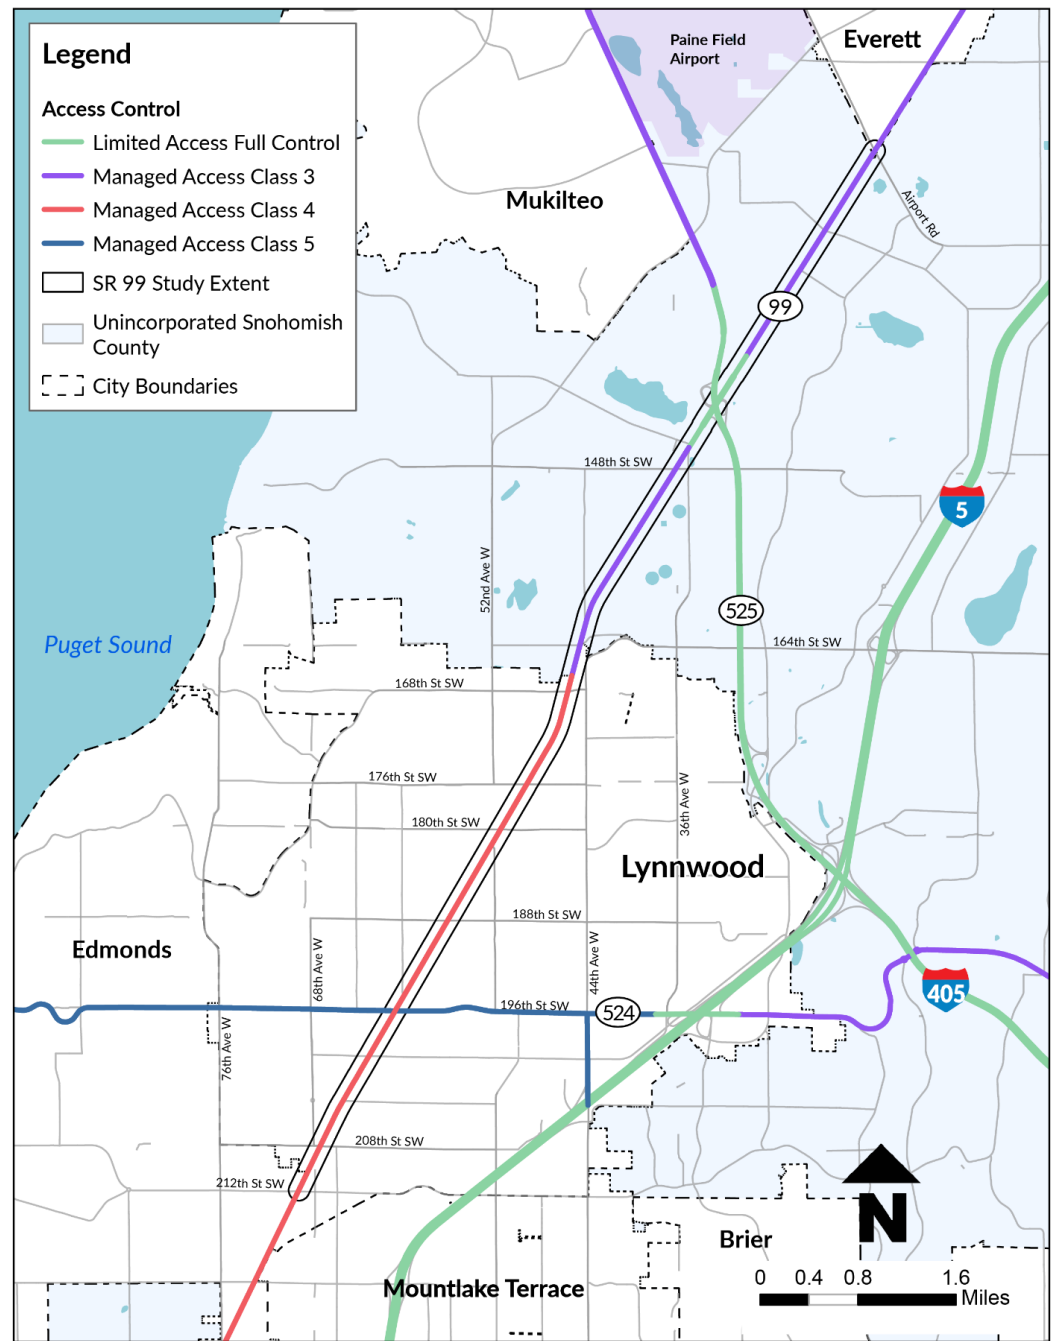 Legend
Access Control
Limited Access Full Control
Managed Access Class 3
Managed Access Class 4
Managed Access Class 5
SR 99 Study Extent
Unincorporated Snohomish
County
City Boundaries
Paine Field
Airport
Everett
Mukilteo
Airport Rd
99
148th St SW
5
52nd Ave W
525
Puget Sound
164th St SW
168th St SW
176th St SW
36th Ave W
180th St SW
Lynnwood
188th St SW
Edmonds
68th Ave W
44th Ave W
405
196th St SW
524
76th Ave W
208th St SW
212th St SW
N
Brier
Mountlake Terrace
0 0.4 0.8 1.6
Miles